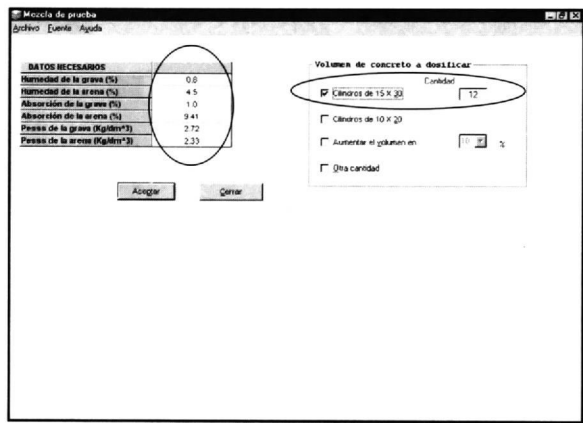 Mezcla de prueba
Archivo Fuente Ayuda
DATOS NECESARIOS
Humedad de la grava (%) 0.8
Humedad de la arena (%) 4.5
Absorción de la grava (%) 1.0
Absorción de la arena (%) 9.41
Pesss de la grava (Kg/dm^3) 2.72
Pesss de la arena (Kg/dm^3) 2.33
Aceptar Cerrar
Volumen de concreto a dosificar
Cantidad
Cilindros de 15 X 30 12
Cilindros de 10 X 20
Aumentar el volumen en 10 %
Otra cantidad